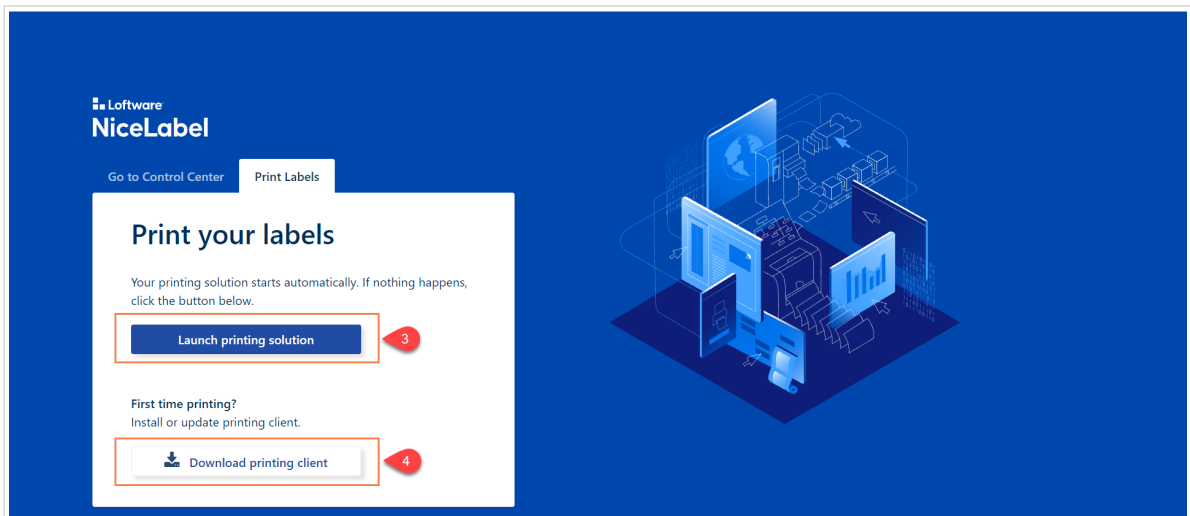 Loftware
NiceLabel
Go to Control Center
Print Labels
Print your labels
Your printing solution starts automatically. If nothing happens,
click the button below.
Launch printing solution
3
First time printing?
Install or update printing client.
Download printing client
4